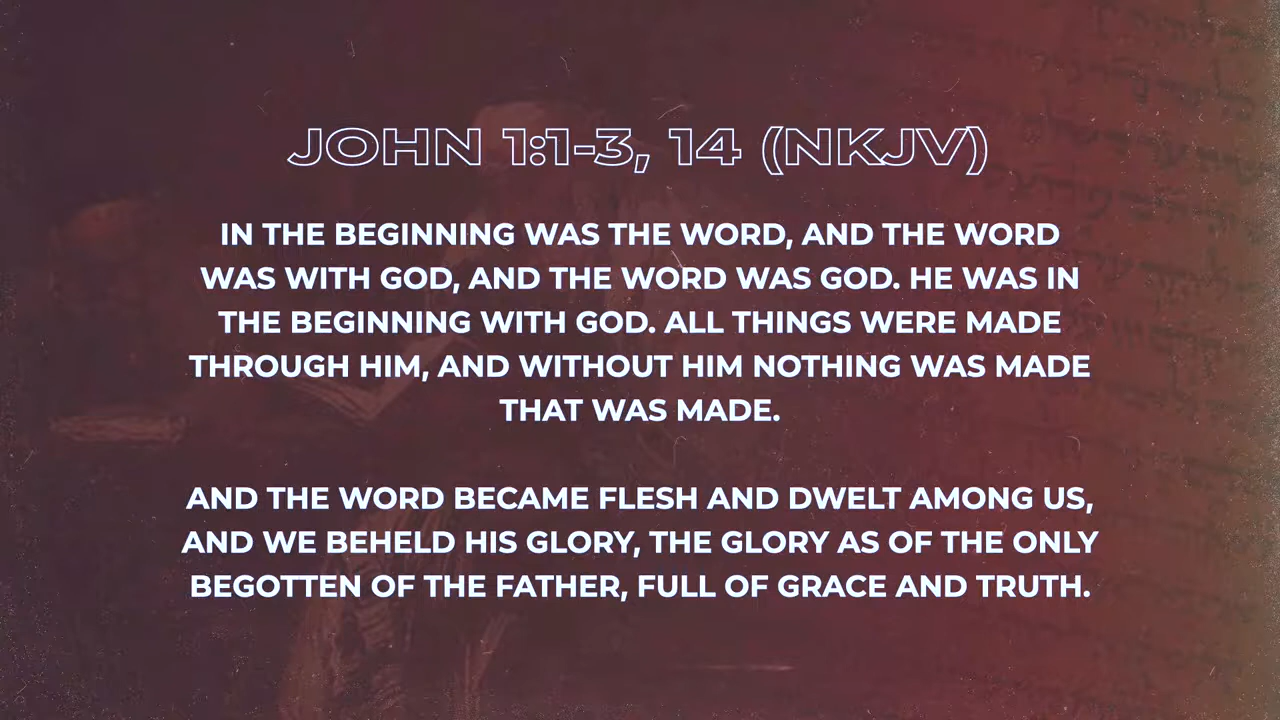 JOHN 1:1-3, 14 (NKJV)
IN THE BEGINNING WAS THE WORD, AND THE WORD
WAS WITH GOD, AND THE WORD WAS GOD. HE WAS IN
THE BEGINNING WITH GOD. ALL THINGS WERE MADE
THROUGH HIM, AND WITHOUT HIM NOTHING WAS MADE
THAT WAS MADE.
AND THE WORD BECAME FLESH AND DWELT AMONG US,
AND WE BEHELD HIS GLORY, THE GLORY AS OF THE ONLY
BEGOTTEN OF THE FATHER, FULL OF GRACE AND TRUTH.